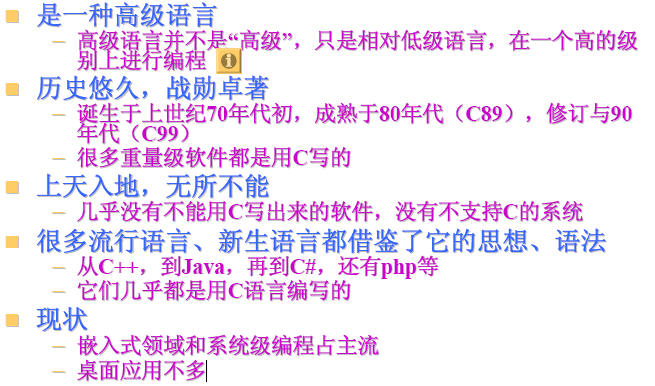 是一种高级语言
高级语言并不是“高级”，只是相对低级语言，在一个高的级
别上进行编程
历史悠久，战勋卓著
诞生于上世纪70年代初，成熟于80年代（C89），修订与90
年代（C99）
很多重量级软件都是用C写的
上天入地，无所不能
几乎没有不能用C写出来的软件，没有不支持C的系统
很多流行语言、新生语言都借鉴了它的思想、语法
从C++，到Java，再到C#，还有php等
它们几乎都是用C语言编写的
现状
嵌入式领域和系统级编程占主流
桌面应用不多